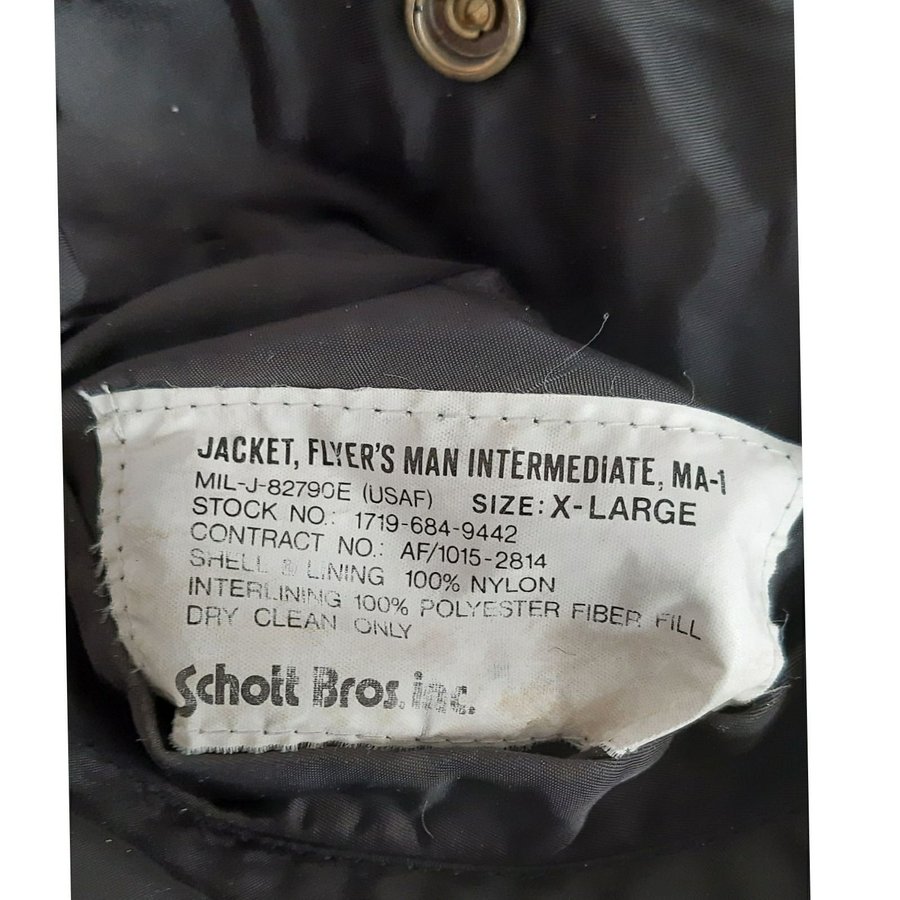 JACKET, FLYER'S MAN INTERMEDIATE, MA-1
MIL-J-82790E (USAF) SIZE: X-LARGE
STOCK NO.: 1719-684-9442
CONTRACT NO.: AF/1015-2814
SHELL & LINING 100% NYLON
INTERLINING 100% POLYESTER FIBER FILL
DRY CLEAN ONLY
Schott Bros. inc.